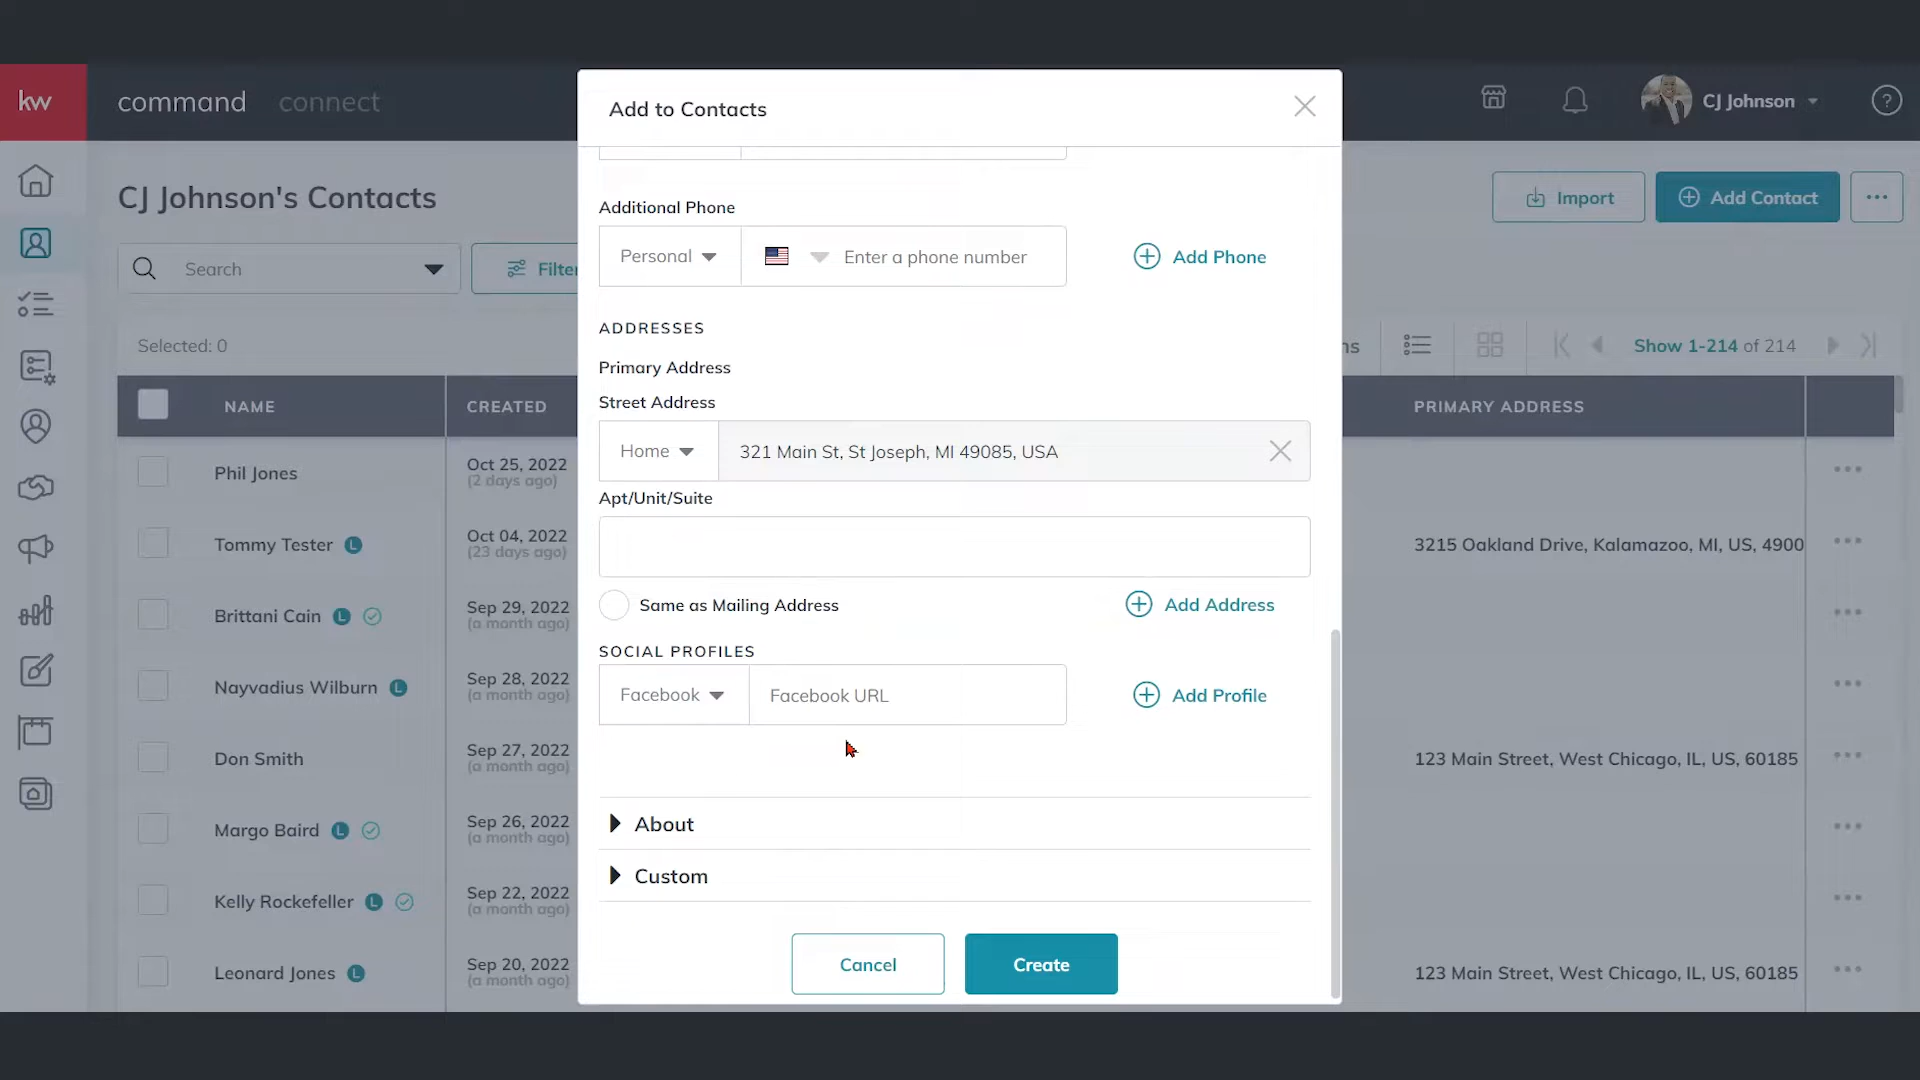 kw
command connect
CJ Johnson
?
CJ Johnson's Contacts
Import
Add Contact
Search
Filter
Selected: 0
ns
Show 1-214 of 214
NAME
CREATED
PRIMARY ADDRESS
Phil Jones
Oct 25, 2022
(2 days ago)
Tommy Tester L
Oct 04, 2022
(23 days ago)
3215 Oakland Drive, Kalamazoo, MI, US, 4900
Brittani Cain L
Sep 29, 2022
(a month ago)
Nayvadius Wilburn L
Sep 28, 2022
(a month ago)
Don Smith
Sep 27, 2022
(a month ago)
123 Main Street, West Chicago, IL, US, 60185
Margo Baird L
Sep 26, 2022
(a month ago)
Kelly Rockefeller L
Sep 22, 2022
(a month ago)
Leonard Jones L
Sep 20, 2022
(a month ago)
123 Main Street, West Chicago, IL, US, 60185
Add to Contacts
Additional Phone
Personal
Enter a phone number
Add Phone
ADDRESSES
Primary Address
Street Address
Home
321 Main St, St Joseph, MI 49085, USA
Apt/Unit/Suite
Same as Mailing Address
Add Address
SOCIAL PROFILES
Facebook
Facebook URL
Add Profile
About
Custom
Cancel
Create